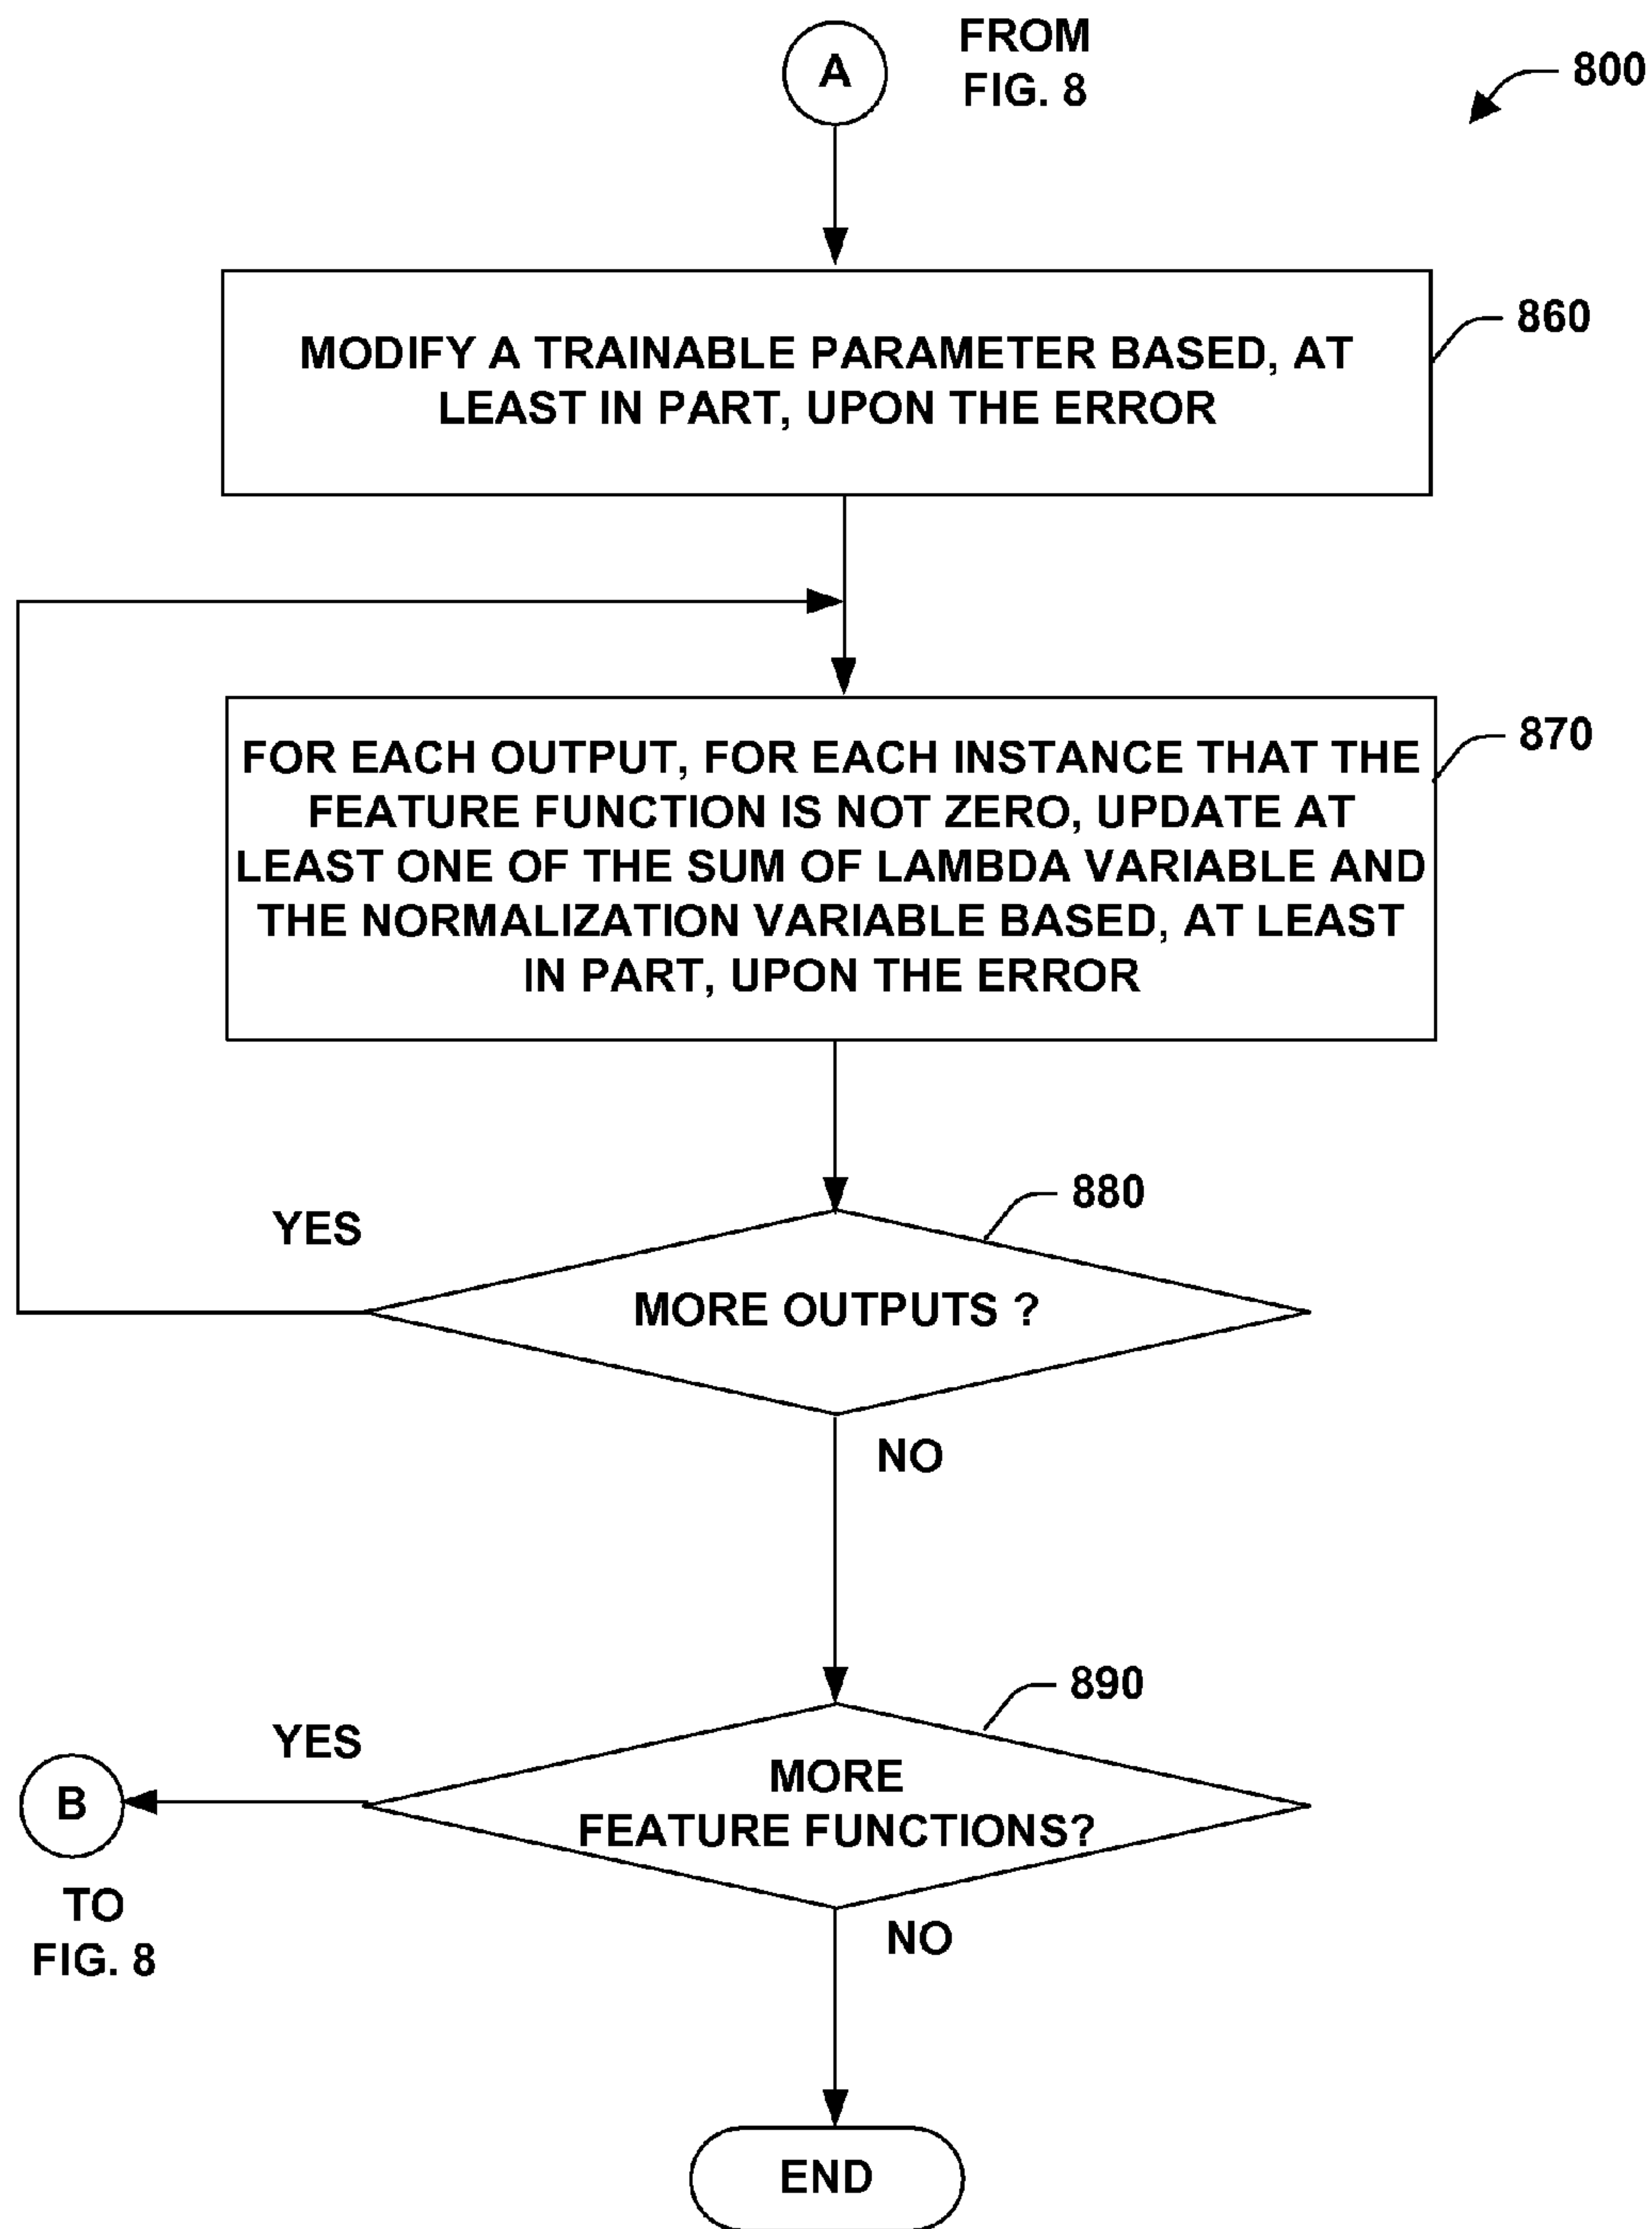 A
FROM
FIG. 8
800
MODIFY A TRAINABLE PARAMETER BASED, AT
LEAST IN PART, UPON THE ERROR
860
FOR EACH OUTPUT, FOR EACH INSTANCE THAT THE
FEATURE FUNCTION IS NOT ZERO, UPDATE AT
LEAST ONE OF THE SUM OF LAMBDA VARIABLE AND
THE NORMALIZATION VARIABLE BASED, AT LEAST
IN PART, UPON THE ERROR
870
880
YES
MORE OUTPUTS ?
NO
890
YES
MORE
FEATURE FUNCTIONS?
B
TO
FIG. 8
NO
END